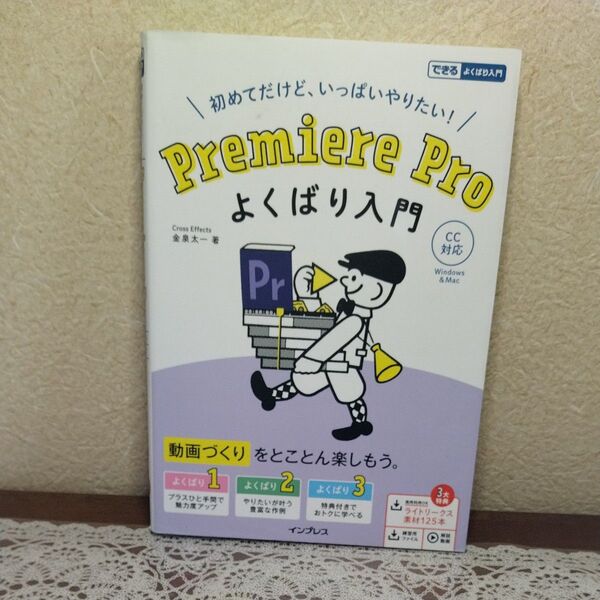 できる よくばり入門
初めてだけど、いっぱいやりたい!
Premiere Pro
よくばり入門
Cross Effects
金泉太一 著
CC
対応
Windows
& Mac
Pr
動画づくり をとことん楽しもう。
よくばり 1
プラスひと手間で
魅力度アップ
よくばり 2
やりたいが叶う
豊富な作例
よくばり 3
特典付きで
おトクに学べる
3大
特典
商用利用OK
ライトリークス
素材125本
練習用
ファイル
解説
動画
インプレス